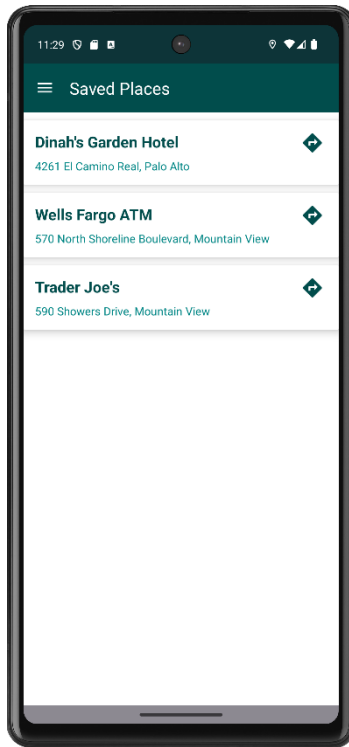 11:29
Saved Places
Dinah's Garden Hotel
4261 El Camino Real, Palo Alto
Wells Fargo ATM
570 North Shoreline Boulevard, Mountain View
Trader Joe's
590 Showers Drive, Mountain View